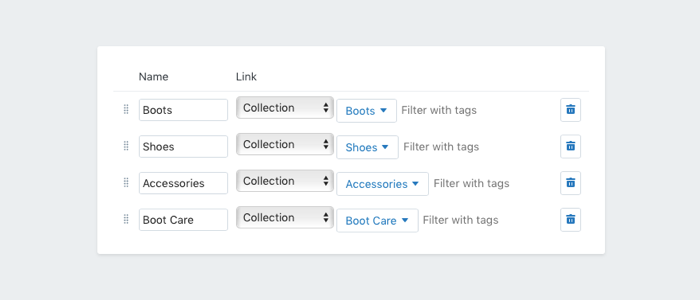 Name Link
Boots Collection Boots Filter with tags
Shoes Collection Shoes Filter with tags
Accessories Collection Accessories Filter with tags
Boot Care Collection Boot Care Filter with tags